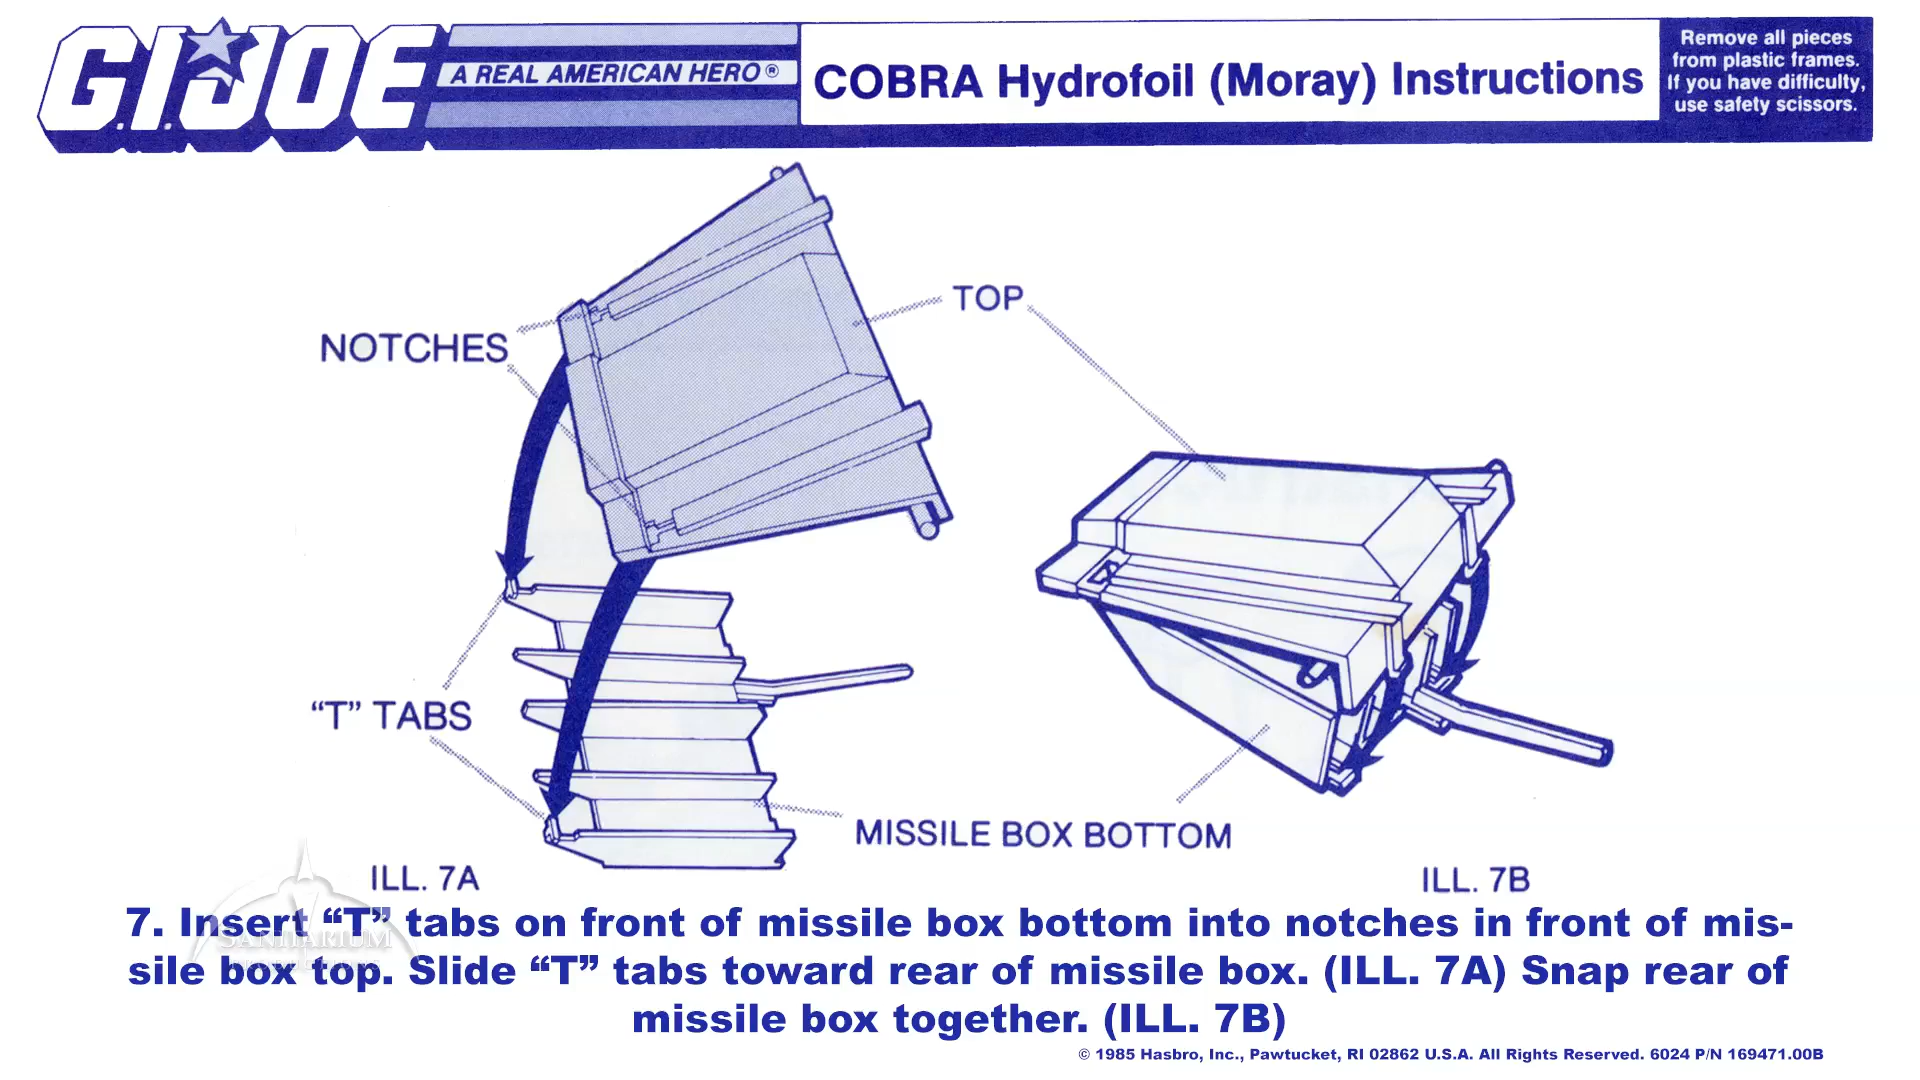 G.I. JOE
A REAL AMERICAN HERO®
COBRA Hydrofoil (Moray) Instructions
Remove all pieces
from plastic frames.
If you have difficulty,
use safety scissors.
TOP
NOTCHES
“T” TABS
MISSILE BOX BOTTOM
ILL. 7A
ILL. 7B
7. Insert “T” tabs on front of missile box bottom into notches in front of mis-
sile box top. Slide “T” tabs toward rear of missile box. (ILL. 7A) Snap rear of
missile box together. (ILL. 7B)
SANITARIUM
© 1985 Hasbro, Inc., Pawtucket, RI 02862 U.S.A. All Rights Reserved. 6024 P/N 169471.00B